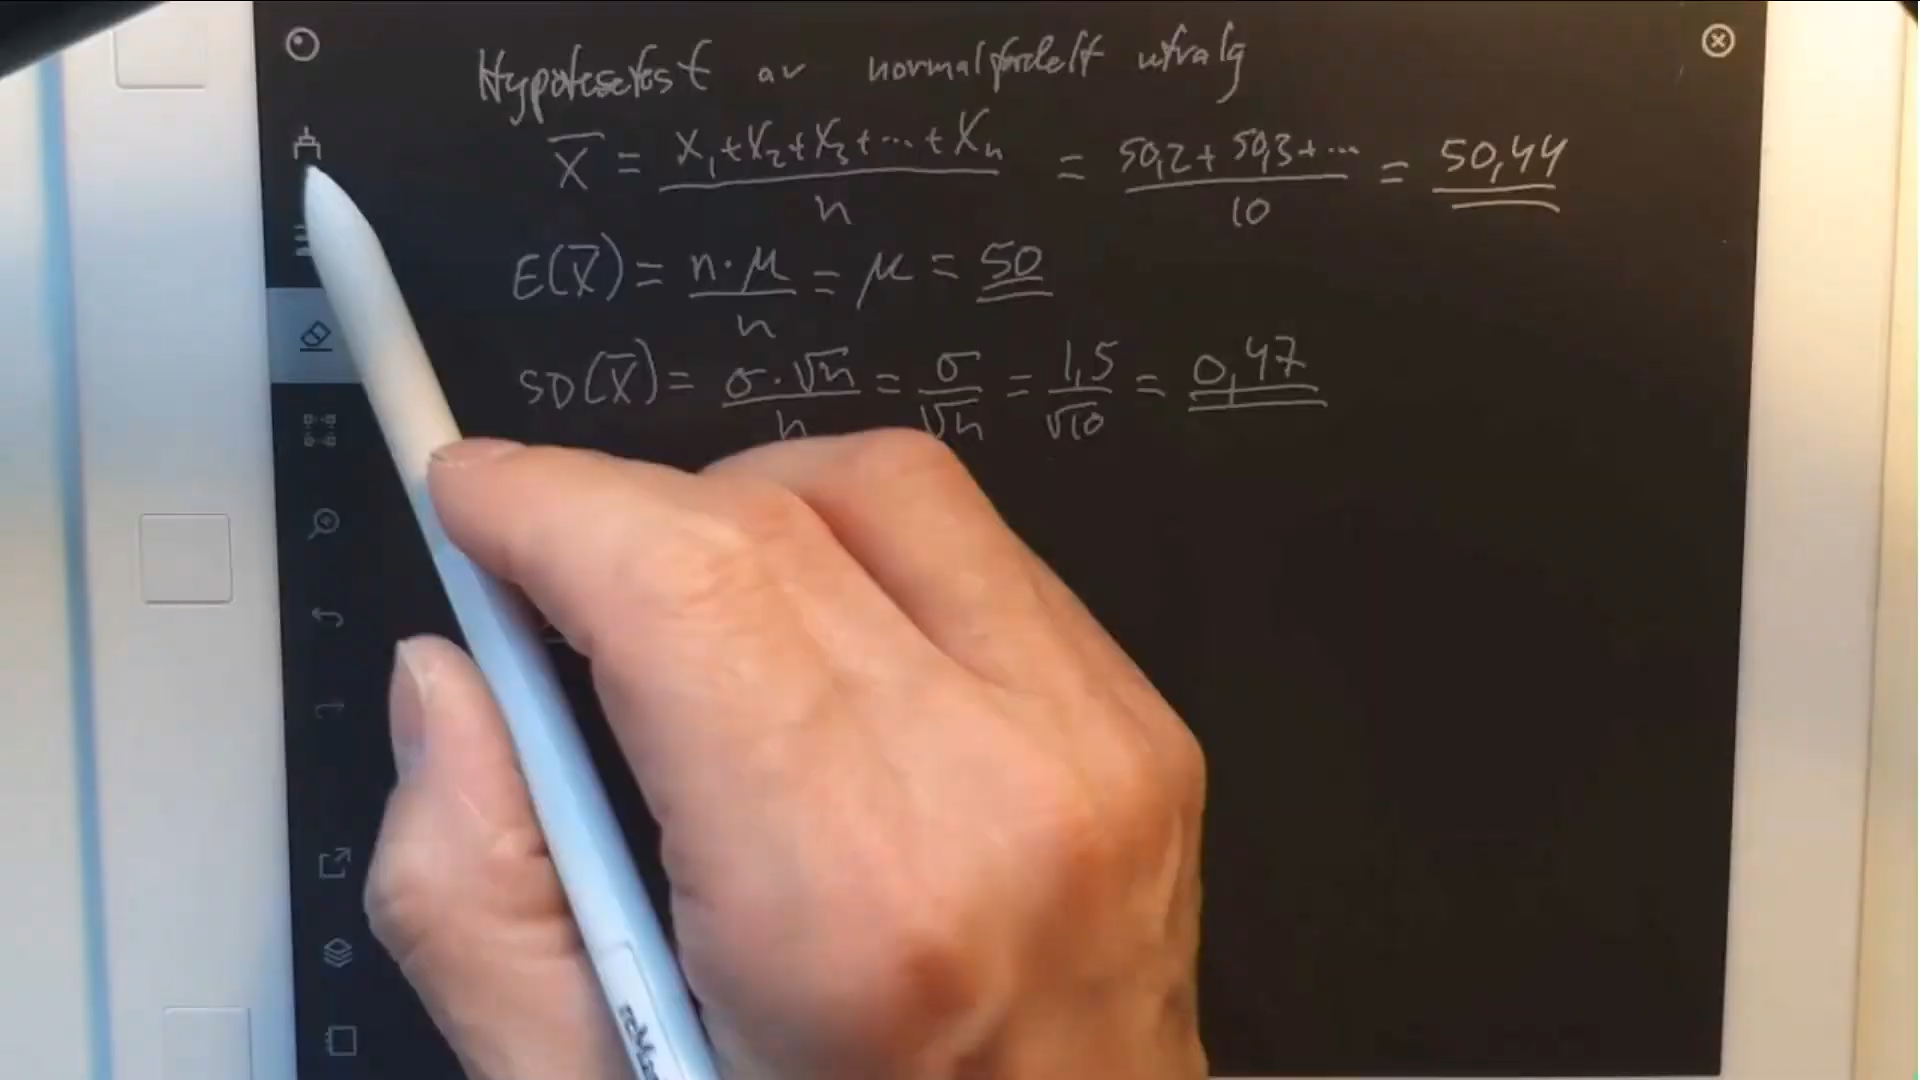 Hypotesetest av normalfordelt utvalg
X̄ = (X₁+X₂+X₃+...+Xₙ)/n = (50,2+50,3+...)/10 = 50,44
E(X̄) = (n·μ)/n = μ = 50
SD(X̄) = (σ·√n)/n = σ/√n = 1,5/√10 = 0,47